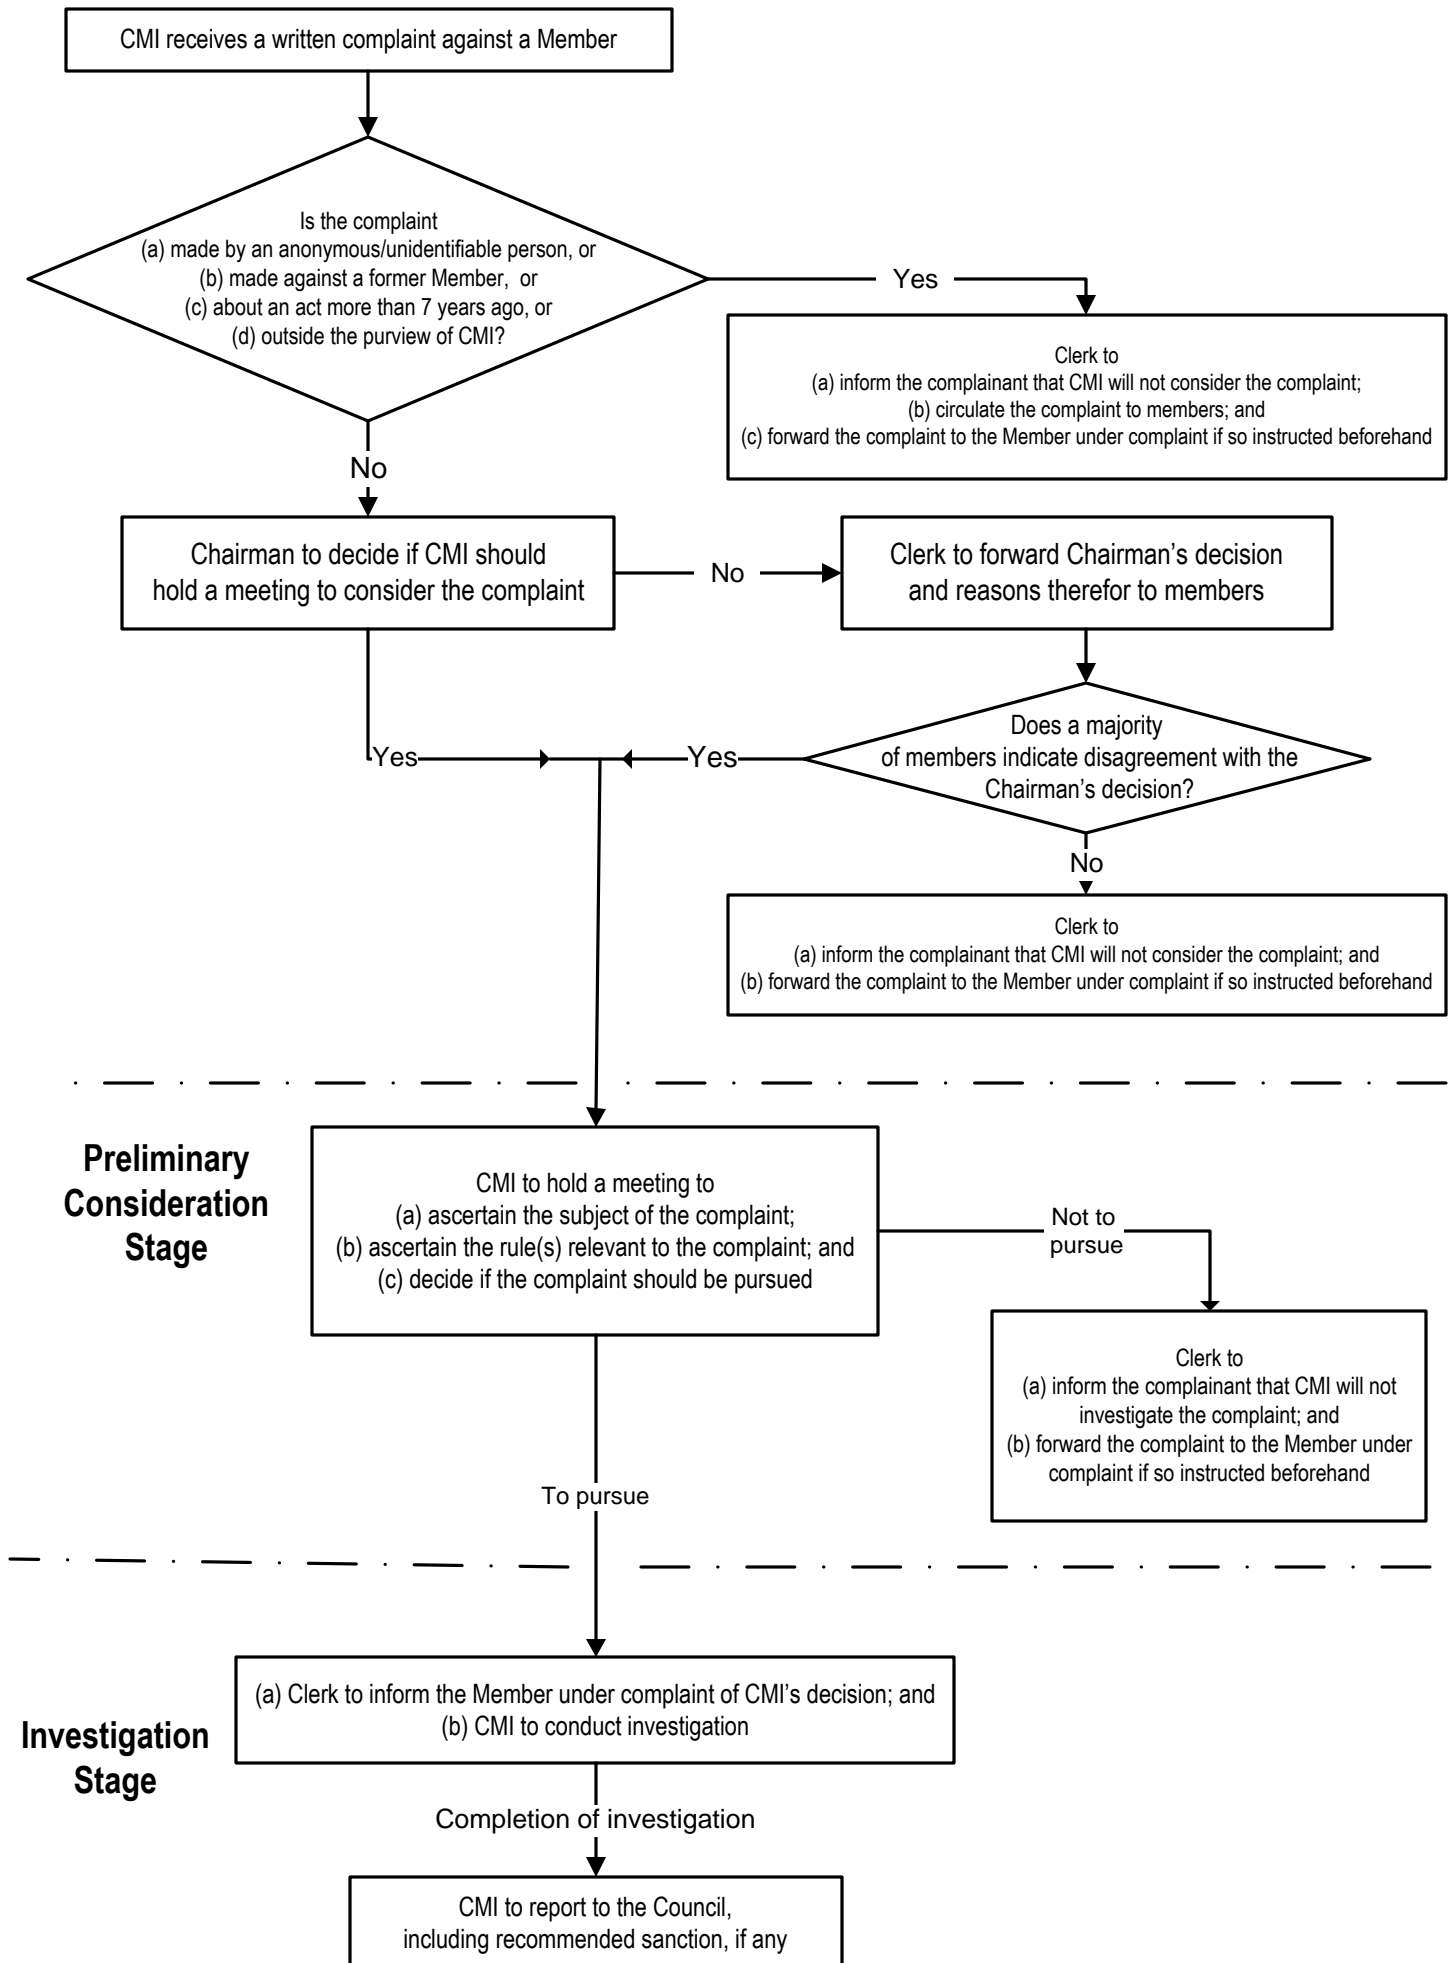 CMI receives a written complaint against a Member
Is the complaint
(a) made by an anonymous/unidentifiable person, or
(b) made against a former Member, or
(c) about an act more than 7 years ago, or
(d) outside the purview of CMI?
Yes
Clerk to
(a) inform the complainant that CMI will not consider the complaint;
(b) circulate the complaint to members; and
(c) forward the complaint to the Member under complaint if so instructed beforehand
No
Chairman to decide if CMI should
hold a meeting to consider the complaint
No
Clerk to forward Chairman's decision
and reasons therefor to members
Yes
Yes
Does a majority
of members indicate disagreement with the
Chairman's decision?
No
Clerk to
(a) inform the complainant that CMI will not consider the complaint; and
(b) forward the complaint to the Member under complaint if so instructed beforehand
Preliminary
Consideration
Stage
CMI to hold a meeting to
(a) ascertain the subject of the complaint;
(b) ascertain the rule(s) relevant to the complaint; and
(c) decide if the complaint should be pursued
Not to
pursue
Clerk to
(a) inform the complainant that CMI will not
investigate the complaint; and
(b) forward the complaint to the Member under
complaint if so instructed beforehand
To pursue
Investigation
Stage
(a) Clerk to inform the Member under complaint of CMI's decision; and
(b) CMI to conduct investigation
Completion of investigation
CMI to report to the Council,
including recommended sanction, if any